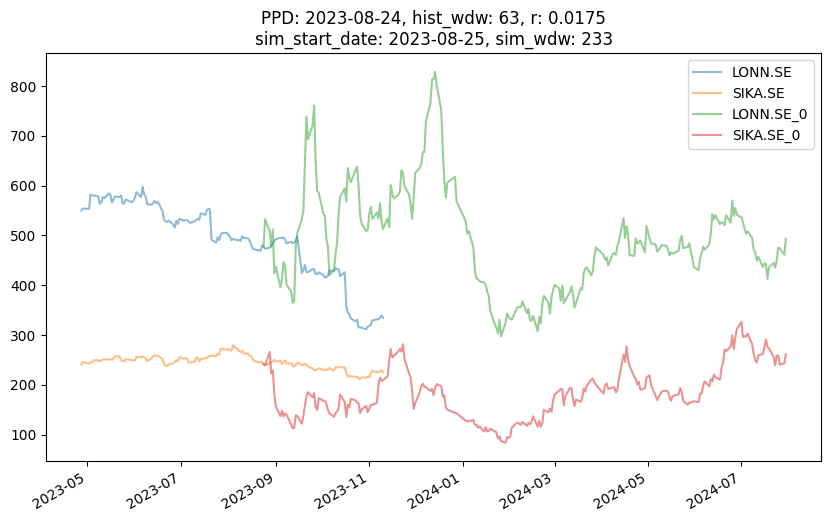 PPD: 2023-08-24, hist_wdw: 63, r: 0.0175
sim_start_date: 2023-08-25, sim_wdw: 233
LONN.SE
SIKA.SE
LONN.SE_0
SIKA.SE_0
800
700
600
500
400
300
200
100
2023-05
2023-07
2023-09
2023-11
2024-01
2024-03
2024-05
2024-07